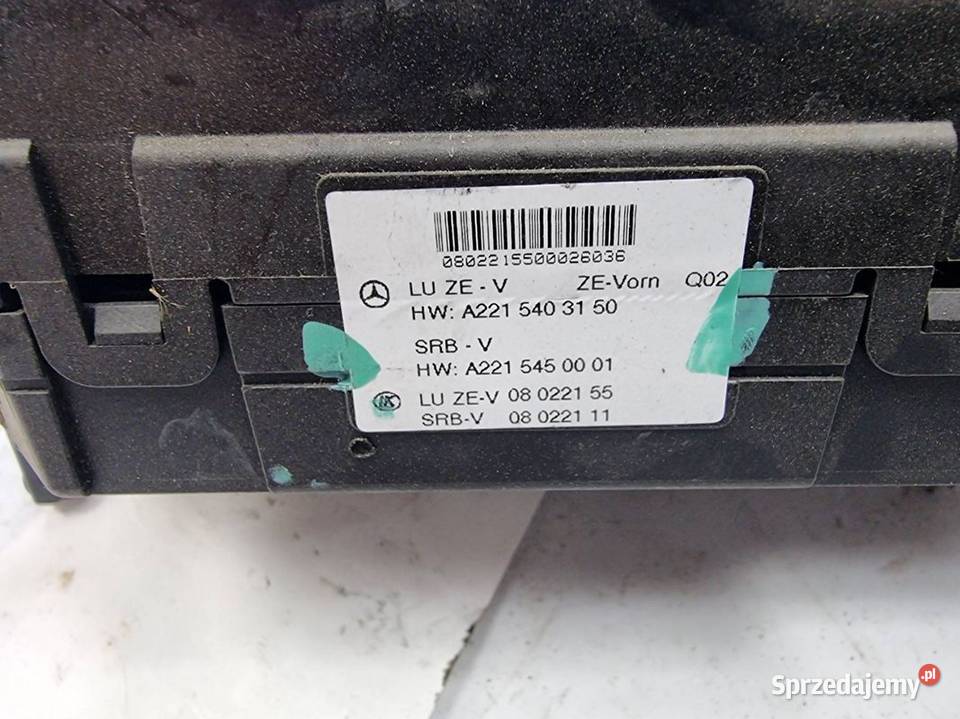 0802215500026036
LU ZE - V ZE-Vorn Q02
HW: A221 540 31 50
SRB - V
HW: A221 545 00 01
LU ZE-V 08 0221 55
SRB-V 08 0221 11
Sprzedajemy.pl